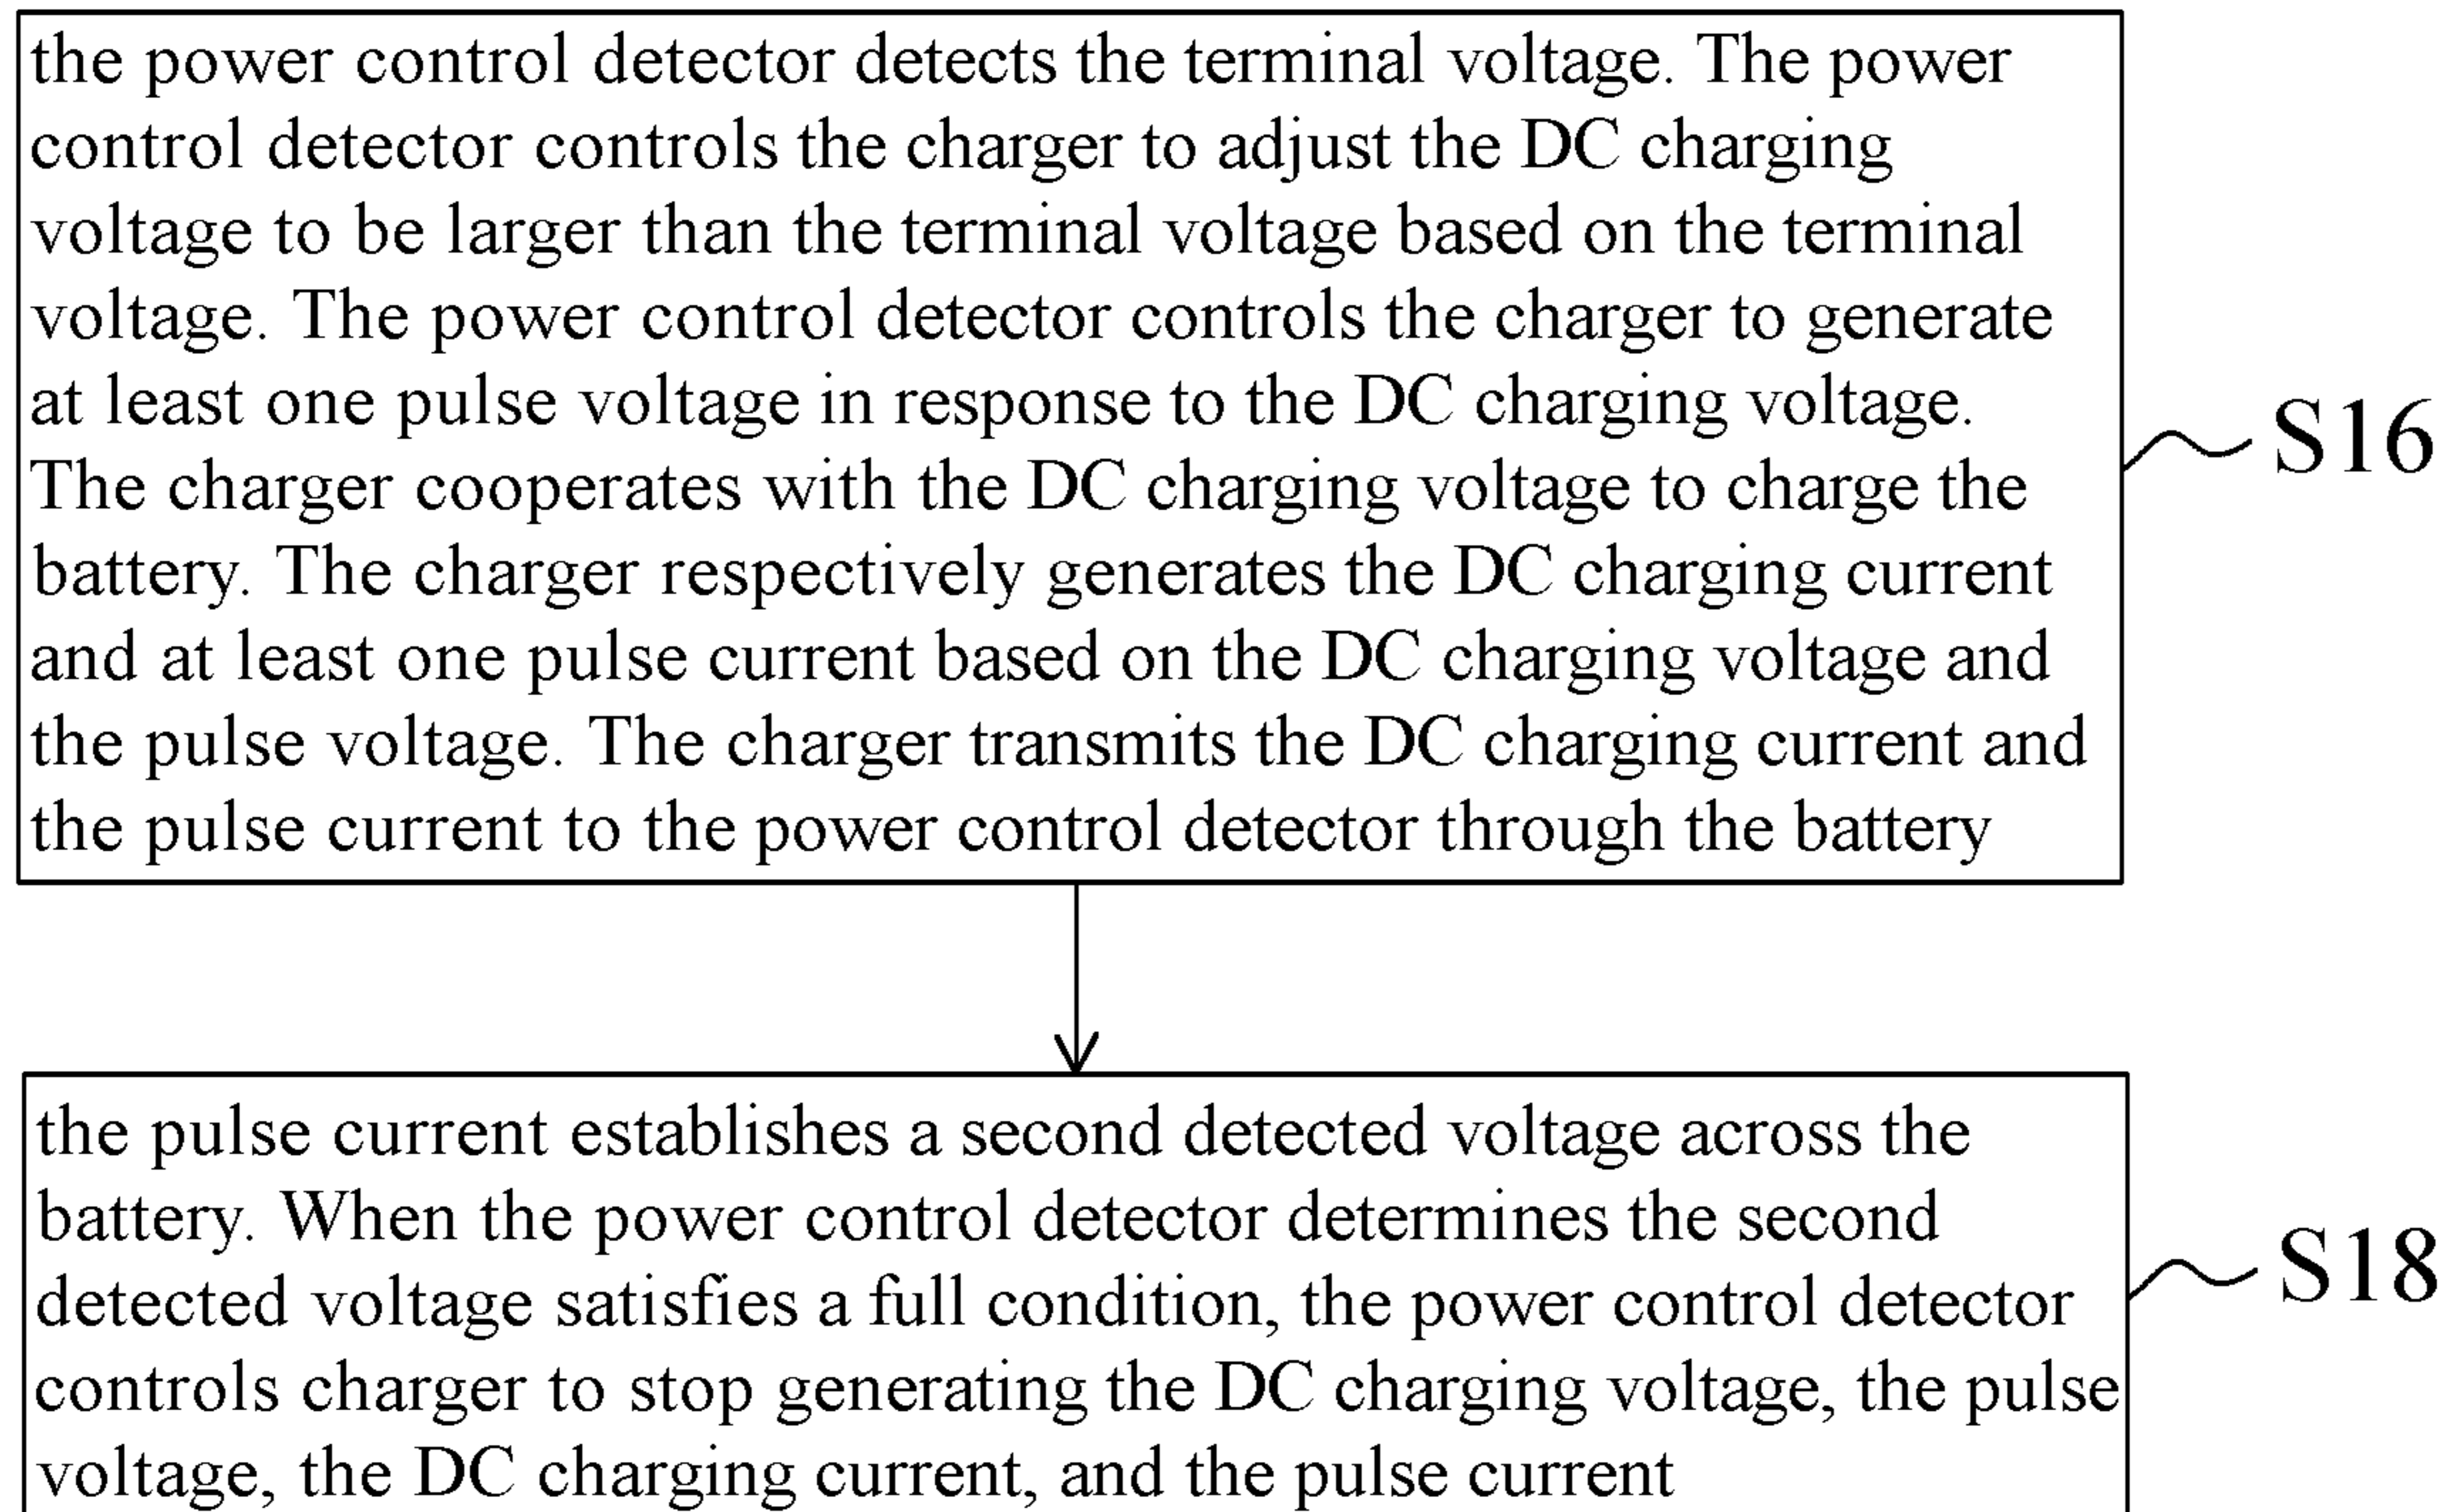 the power control detector detects the terminal voltage. The power
control detector controls the charger to adjust the DC charging
voltage to be larger than the terminal voltage based on the terminal
voltage. The power control detector controls the charger to generate
at least one pulse voltage in response to the DC charging voltage.
The charger cooperates with the DC charging voltage to charge the
battery. The charger respectively generates the DC charging current
and at least one pulse current based on the DC charging voltage and
the pulse voltage. The charger transmits the DC charging current and
the pulse current to the power control detector through the battery
S16
the pulse current establishes a second detected voltage across the
battery. When the power control detector determines the second
detected voltage satisfies a full condition, the power control detector
controls charger to stop generating the DC charging voltage, the pulse
voltage, the DC charging current, and the pulse current
S18